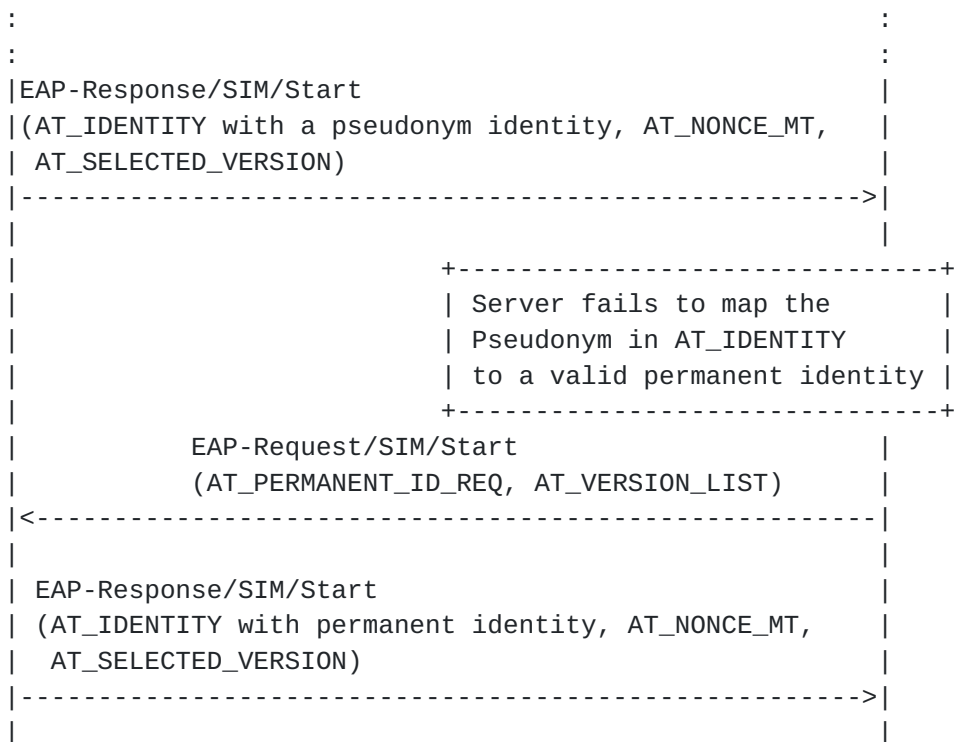 :                                                        :
:                                                        :
|EAP-Response/SIM/Start                                  |
|(AT_IDENTITY with a pseudonym identity, AT_NONCE_MT,    |
| AT_SELECTED_VERSION)                                   |
|------------------------------------------------------->|
|                                                        |
|                            +-------------------------------+
|                            | Server fails to map the       |
|                            | Pseudonym in AT_IDENTITY      |
|                            | to a valid permanent identity |
|                            +-------------------------------+
|            EAP-Request/SIM/Start                       |
|            (AT_PERMANENT_ID_REQ, AT_VERSION_LIST)      |
|<-------------------------------------------------------|
|                                                        |
| EAP-Response/SIM/Start                                 |
| (AT_IDENTITY with permanent identity, AT_NONCE_MT,     |
|  AT_SELECTED_VERSION)                                  |
|------------------------------------------------------->|
|                                                        |